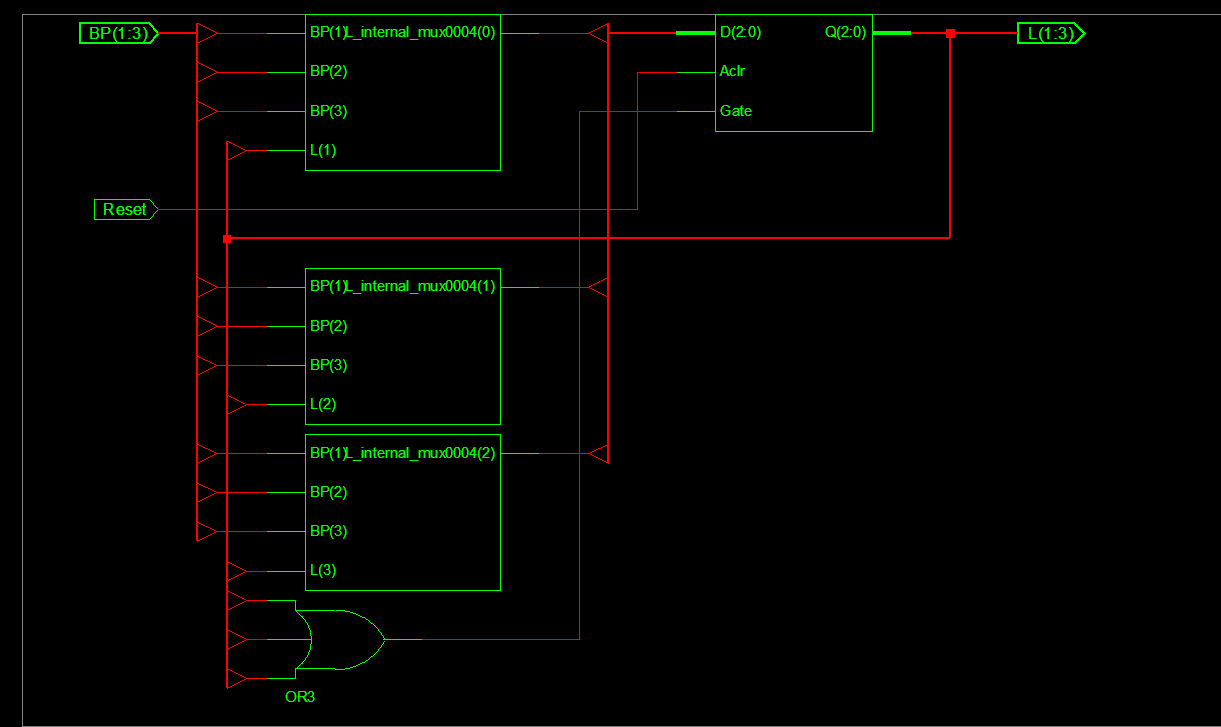 BP(1:3)
BP(1)L_internal_mux0004(0)
BP(2)
BP(3)
L(1)
D(2:0) Q(2:0)
Aclr
Gate
L(1:3)
Reset
BP(1)L_internal_mux0004(1)
BP(2)
BP(3)
L(2)
BP(1)L_internal_mux0004(2)
BP(2)
BP(3)
L(3)
OR3